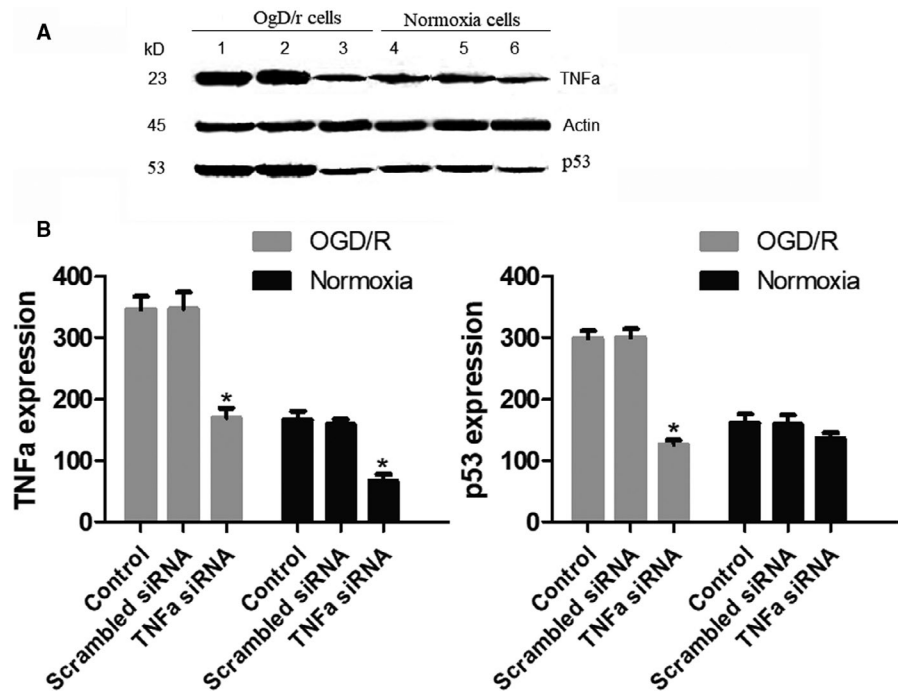 A
OgD/r cells Normoxia cells
kD 1 2 3 4 5 6
23 TNFa
45 Actin
53 p53
B
OGD/R
Normoxia
TNFa expression
400
300
200
100
0
*
*
Control
Scrambled siRNA
TNFa siRNA
Control
Scrambled siRNA
TNFa siRNA
OGD/R
Normoxia
p53 expression
400
300
200
100
0
*
Control
Scrambled siRNA
TNFa siRNA
Control
Scrambled siRNA
TNFa siRNA